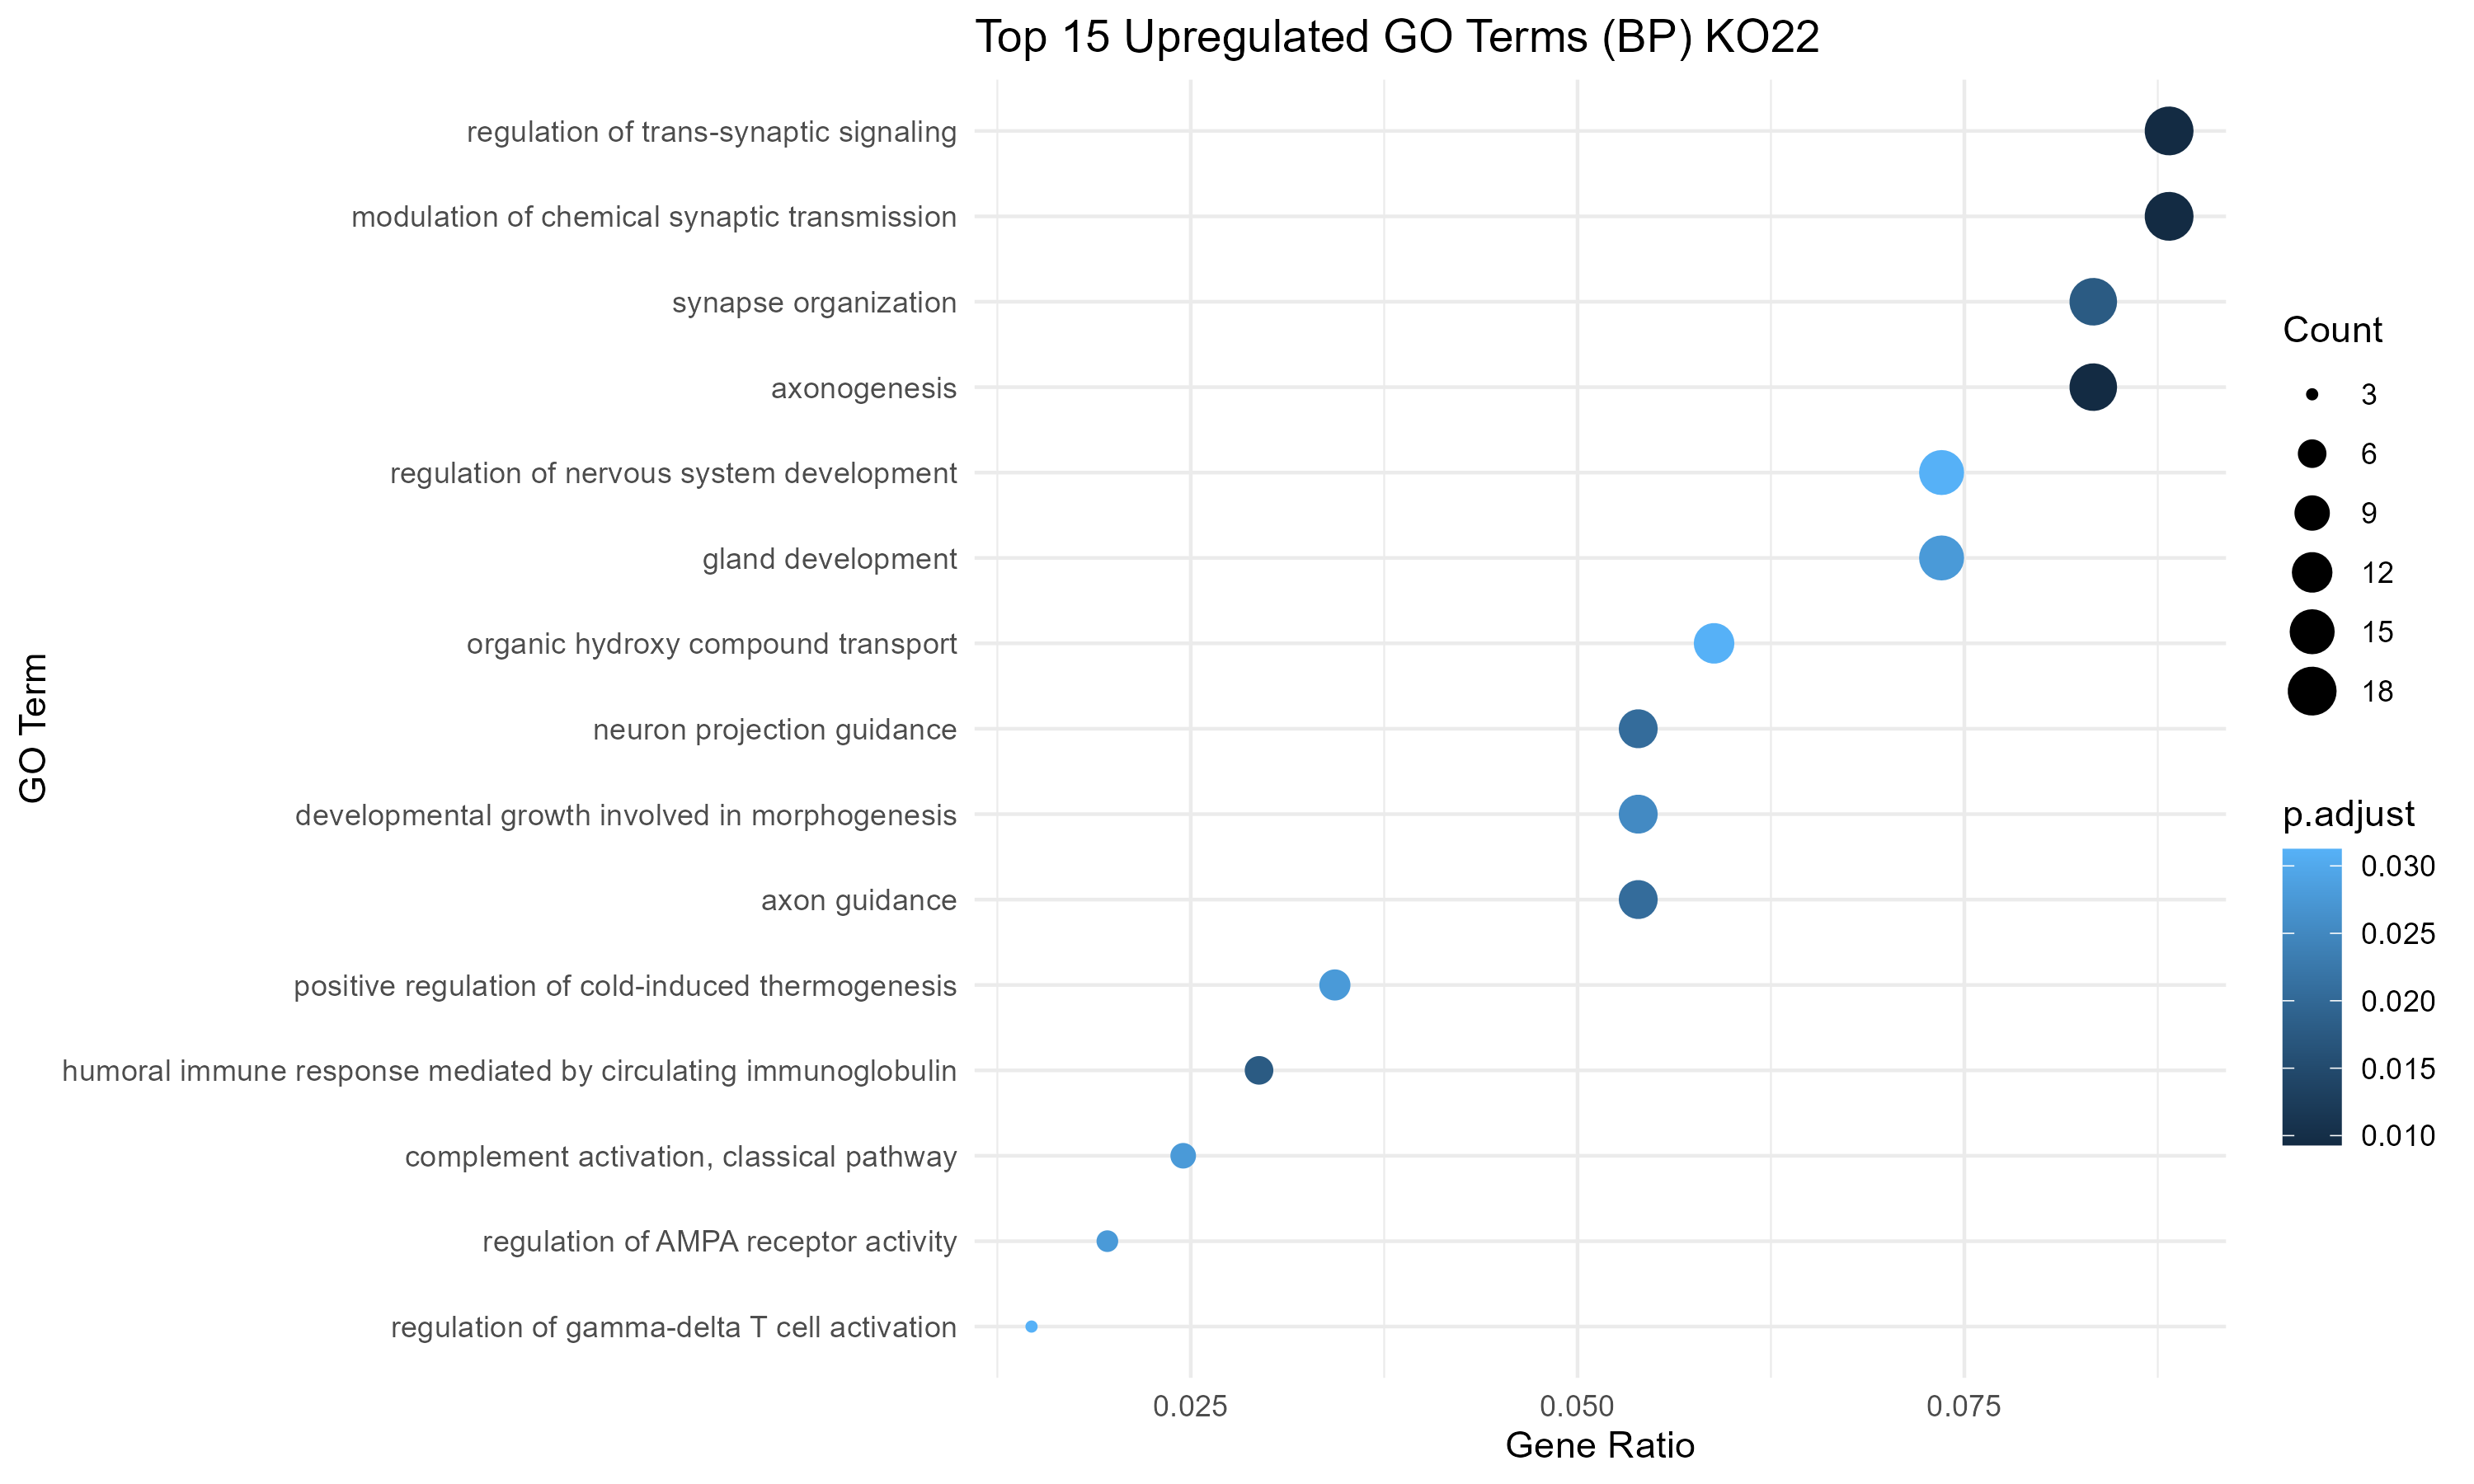 Top 15 Upregulated GO Terms (BP) KO22
GO Term
regulation of trans-synaptic signaling
modulation of chemical synaptic transmission
synapse organization
axonogenesis
regulation of nervous system development
gland development
organic hydroxy compound transport
neuron projection guidance
developmental growth involved in morphogenesis
axon guidance
positive regulation of cold-induced thermogenesis
humoral immune response mediated by circulating immunoglobulin
complement activation, classical pathway
regulation of AMPA receptor activity
regulation of gamma-delta T cell activation
0.025
0.050
0.075
Gene Ratio
Count
3
6
9
12
15
18
p.adjust
0.030
0.025
0.020
0.015
0.010